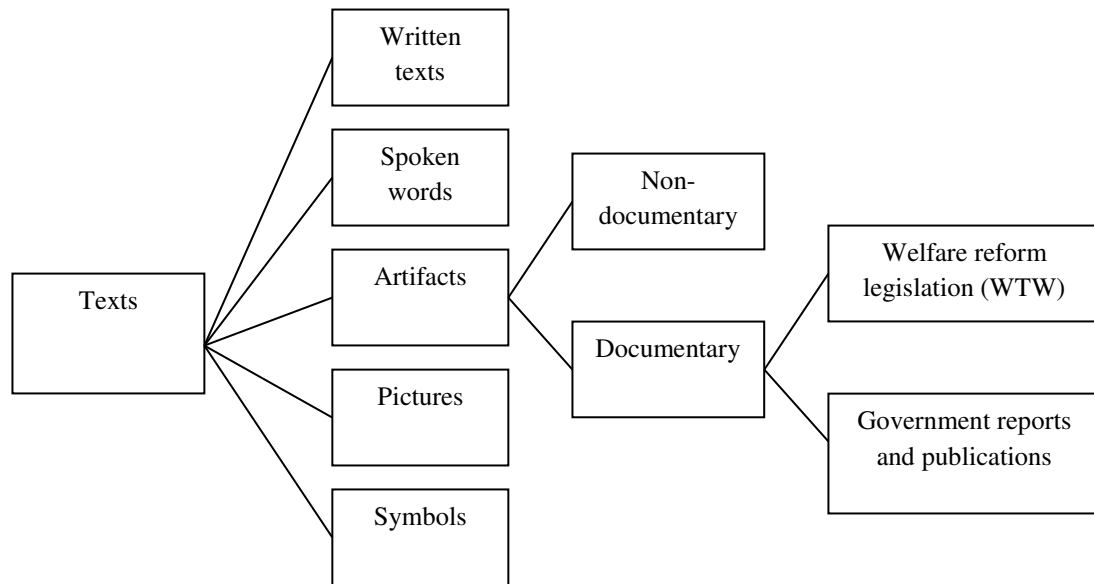 Written
texts
Spoken
words
Non-
documentary
Welfare reform
legislation (WTW)
Texts
Artifacts
Documentary
Pictures
Government reports
and publications
Symbols